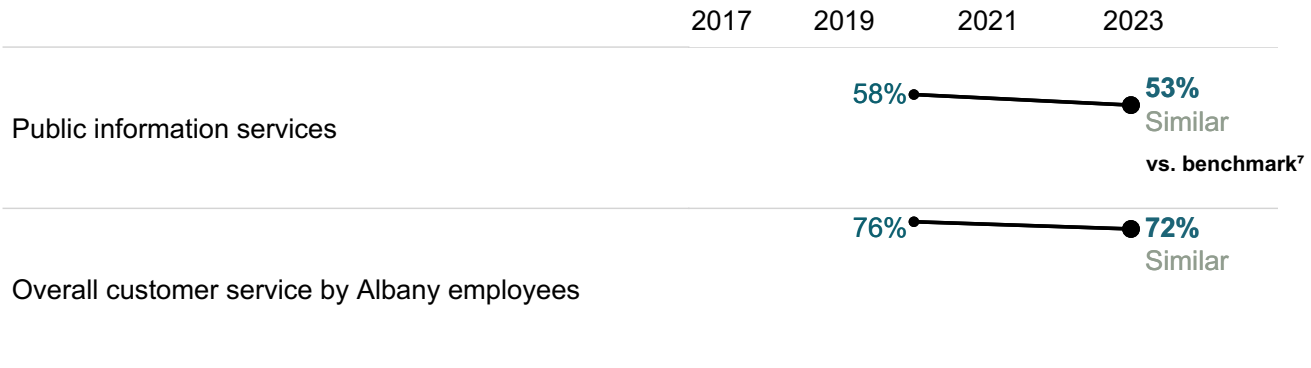 2017 2019 2021 2023
58% 53%
Similar
Public information services
vs. benchmark⁷
76% 72%
Similar
Overall customer service by Albany employees